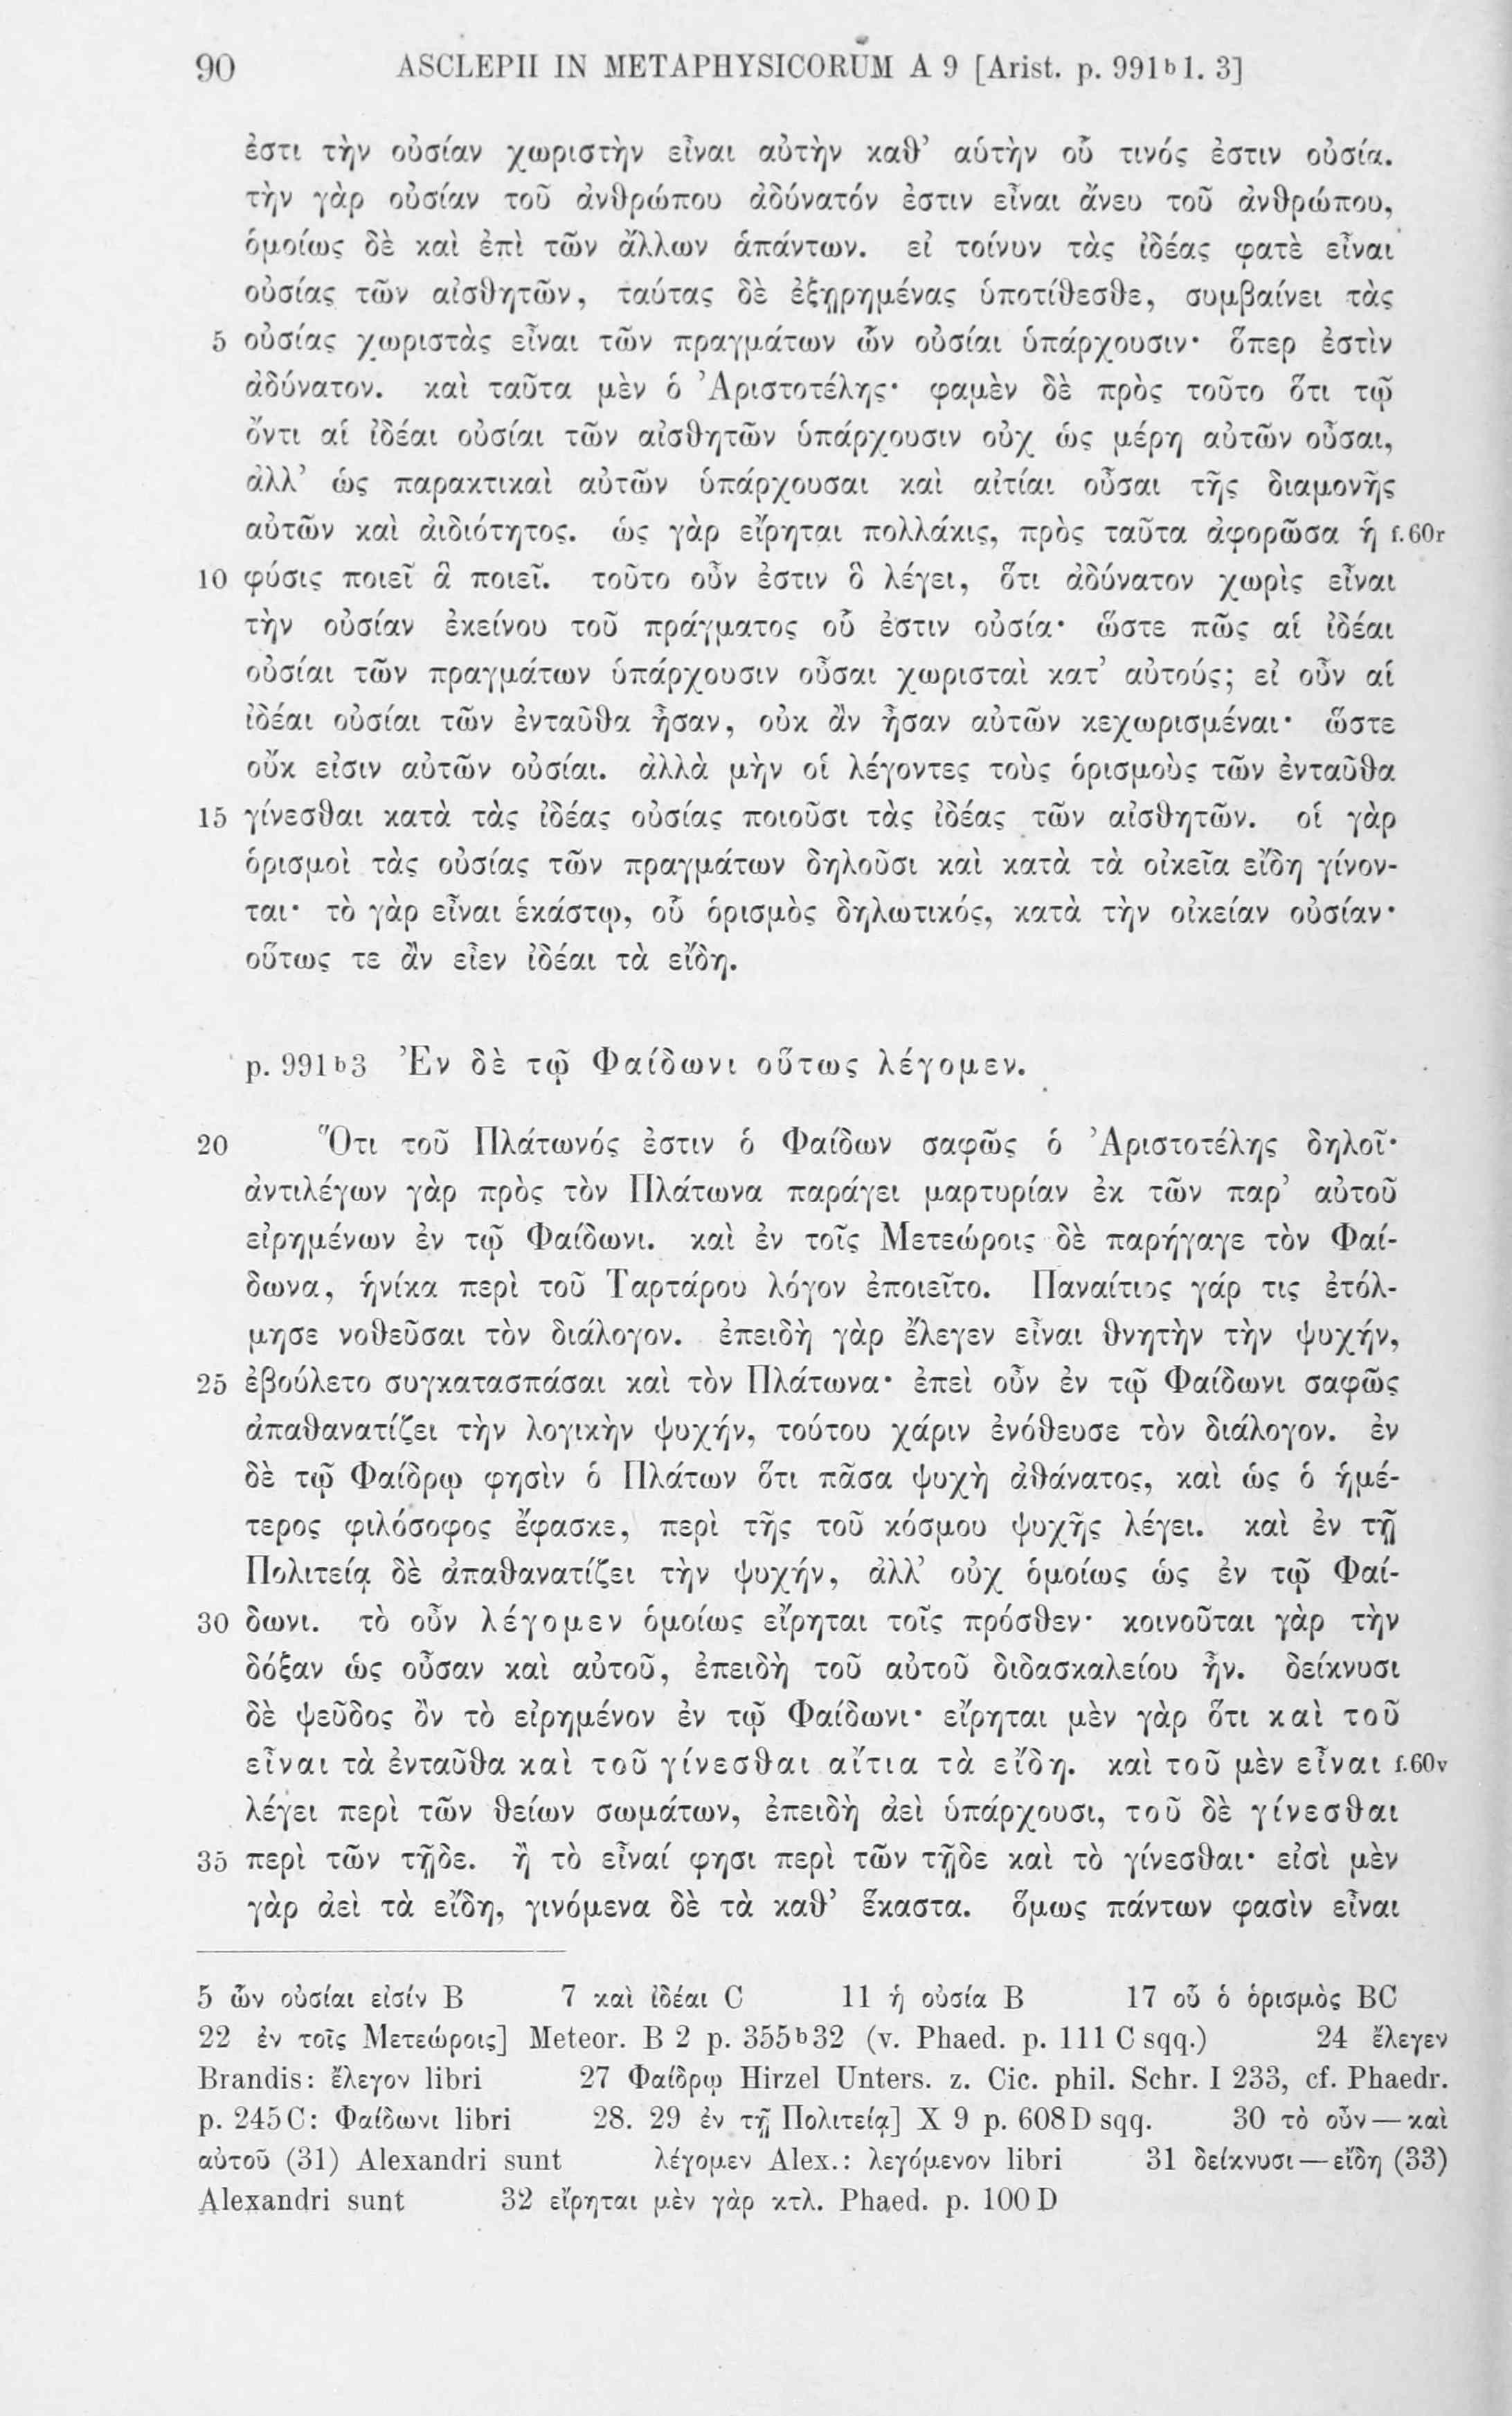 90 ASCLEPII IN METAPHYSICORUM A 9 [Arist. p. 991ᵇ1. 3]
ἐστι τὴν οὐσίαν χωριστὴν εἶναι αὐτὴν καθ’ αὑτὴν οὗ τινός ἐστιν οὐσία.
τὴν γὰρ οὐσίαν τοῦ ἀνθρώπου ἀδύνατόν ἐστιν εἶναι ἄνευ τοῦ ἀνθρώπου,
ὁμοίως δὲ καὶ ἐπὶ τῶν ἄλλων ἁπάντων. εἰ τοίνυν τὰς ἰδέας φατὲ εἶναι
οὐσίας τῶν αἰσθητῶν, ταύτας δὲ ἐξῃρημένας ὑποτίθεσθε, συμβαίνει τὰς
5 οὐσίας χωριστὰς εἶναι τῶν πραγμάτων ὧν οὐσίαι ὑπάρχουσιν· ὅπερ ἐστὶν
ἀδύνατον. καὶ ταῦτα μὲν ὁ Ἀριστοτέλης· φαμὲν δὲ πρὸς τοῦτο ὅτι τῷ
ὄντι αἱ ἰδέαι οὐσίαι τῶν αἰσθητῶν ὑπάρχουσιν οὐχ ὡς μέρη αὐτῶν οὖσαι,
ἀλλ’ ὡς παρακτικαὶ αὐτῶν ὑπάρχουσαι καὶ αἰτίαι οὖσαι τῆς διαμονῆς
αὐτῶν καὶ ἀιδιότητος. ὡς γὰρ εἴρηται πολλάκις, πρὸς ταῦτα ἀφορῶσα ἡ f.60r
10 φύσις ποιεῖ ἃ ποιεῖ. τοῦτο οὖν ἐστιν ὃ λέγει, ὅτι ἀδύνατον χωρὶς εἶναι
τὴν οὐσίαν ἐκείνου τοῦ πράγματος οὗ ἐστιν οὐσία· ὥστε πῶς αἱ ἰδέαι
οὐσίαι τῶν πραγμάτων ὑπάρχουσιν οὖσαι χωρισταὶ κατ’ αὐτούς; εἰ οὖν αἱ
ἰδέαι οὐσίαι τῶν ἐνταῦθα ἦσαν, οὐκ ἂν ἦσαν αὐτῶν κεχωρισμέναι· ὥστε
οὔκ εἰσιν αὐτῶν οὐσίαι. ἀλλὰ μὴν οἱ λέγοντες τοὺς ὁρισμοὺς τῶν ἐνταῦθα
15 γίνεσθαι κατὰ τὰς ἰδέας οὐσίας ποιοῦσι τὰς ἰδέας τῶν αἰσθητῶν. οἱ γὰρ
ὁρισμοὶ τὰς οὐσίας τῶν πραγμάτων δηλοῦσι καὶ κατὰ τὰ οἰκεῖα εἴδη γίνον-
ται· τὸ γὰρ εἶναι ἑκάστῳ, οὗ ὁρισμὸς δηλωτικός, κατὰ τὴν οἰκείαν οὐσίαν·
οὕτως τε ἂν εἶεν ἰδέαι τὰ εἴδη.
p. 991ᵇ3 Ἐν δὲ τῷ Φαίδωνι οὕτως λέγομεν.
20 Ὅτι τοῦ Πλάτωνός ἐστιν ὁ Φαίδων σαφῶς ὁ Ἀριστοτέλης δηλοῖ·
ἀντιλέγων γὰρ πρὸς τὸν Πλάτωνα παράγει μαρτυρίαν ἐκ τῶν παρ’ αὐτοῦ
εἰρημένων ἐν τῷ Φαίδωνι. καὶ ἐν τοῖς Μετεώροις δὲ παρήγαγε τὸν Φαί-
δωνα, ἡνίκα περὶ τοῦ Ταρτάρου λόγον ἐποιεῖτο. Παναίτιος γάρ τις ἐτόλ-
μησε νοθεῦσαι τὸν διάλογον. ἐπειδὴ γὰρ ἔλεγεν εἶναι θνητὴν τὴν ψυχήν,
25 ἐβούλετο συγκατασπάσαι καὶ τὸν Πλάτωνα· ἐπεὶ οὖν ἐν τῷ Φαίδωνι σαφῶς
ἀπαθανατίζει τὴν λογικὴν ψυχήν, τούτου χάριν ἐνόθευσε τὸν διάλογον. ἐν
δὲ τῷ Φαίδρῳ φησὶν ὁ Πλάτων ὅτι πᾶσα ψυχὴ ἀθάνατος, καὶ ὡς ὁ ἡμέ-
τερος φιλόσοφος ἔφασκε, περὶ τῆς τοῦ κόσμου ψυχῆς λέγει. καὶ ἐν τῇ
Πολιτείᾳ δὲ ἀπαθανατίζει τὴν ψυχήν, ἀλλ’ οὐχ ὁμοίως ὡς ἐν τῷ Φαί-
30 δωνι. τὸ οὖν λέγομεν ὁμοίως εἴρηται τοῖς πρόσθεν· κοινοῦται γὰρ τὴν
δόξαν ὡς οὖσαν καὶ αὐτοῦ, ἐπειδὴ τοῦ αὐτοῦ διδασκαλείου ἦν. δείκνυσι
δὲ ψεῦδος ὂν τὸ εἰρημένον ἐν τῷ Φαίδωνι· εἴρηται μὲν γὰρ ὅτι καὶ τοῦ
εἶναι τὰ ἐνταῦθα καὶ τοῦ γίνεσθαι αἴτια τὰ εἴδη. καὶ τοῦ μὲν εἶναι f.60v
λέγει περὶ τῶν θείων σωμάτων, ἐπειδὴ ἀεὶ ὑπάρχουσι, τοῦ δὲ γίνεσθαι
35 περὶ τῶν τῇδε. ἢ τὸ εἶναί φησι περὶ τῶν τῇδε καὶ τὸ γίνεσθαι· εἰσὶ μὲν
γὰρ ἀεὶ τὰ εἴδη, γινόμενα δὲ τὰ καθ’ ἕκαστα. ὅμως πάντων φασὶν εἶναι
5 ὧν οὐσίαι εἰσίν B 7 καὶ ἰδέαι C 11 ἡ οὐσία B 17 οὗ ὁ ὁρισμὸς BC
22 ἐν τοῖς Μετεώροις] Meteor. B 2 p. 355ᵇ32 (v. Phaed. p. 111 C sqq.) 24 ἔλεγεν
Brandis: ἔλεγον libri 27 Φαίδρῳ Hirzel Unters. z. Cic. phil. Schr. I 233, cf. Phaedr.
p. 245C: Φαίδωνι libri 28. 29 ἐν τῇ Πολιτείᾳ] X 9 p. 608D sqq. 30 τὸ οὖν — καὶ
αὐτοῦ (31) Alexandri sunt λέγομεν Alex.: λεγόμενον libri 31 δείκνυσι — εἴδη (33)
Alexandri sunt 32 εἴρηται μὲν γὰρ κτλ. Phaed. p. 100 D